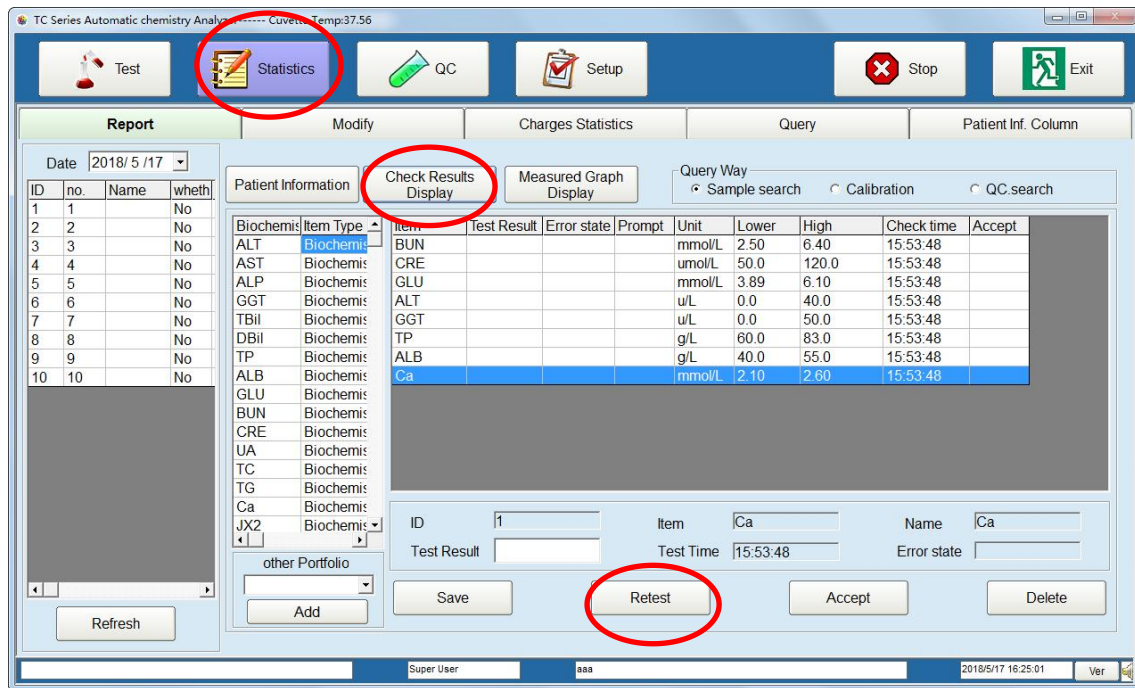 TC Series Automatic chemistry Analyzer------ Cuvette Temp:37.56
Test Statistics QC Setup Stop Exit
Report Modify Charges Statistics Query Patient Inf. Column
Date 2018/ 5 /17
ID no. Name wheth
1 1 No
2 2 No
3 3 No
4 4 No
5 5 No
6 6 No
7 7 No
8 8 No
9 9 No
10 10 No
Refresh
Patient Information
Check Results
Display
Measured Graph
Display
Query Way
Sample search Calibration QC.search
Biochemis Item Type
ALT Biochemis
AST Biochemis
ALP Biochemis
GGT Biochemis
TBil Biochemis
DBil Biochemis
TP Biochemis
ALB Biochemis
GLU Biochemis
BUN Biochemis
CRE Biochemis
UA Biochemis
TC Biochemis
TG Biochemis
Ca Biochemis
JX2 Biochemis
other Portfolio
Add
Item Test Result Error state Prompt Unit Lower High Check time Accept
BUN mmol/L 2.50 6.40 15:53:48
CRE umol/L 50.0 120.0 15:53:48
GLU mmol/L 3.89 6.10 15:53:48
ALT u/L 0.0 40.0 15:53:48
GGT u/L 0.0 50.0 15:53:48
TP g/L 60.0 83.0 15:53:48
ALB g/L 40.0 55.0 15:53:48
Ca mmol/L 2.10 2.60 15:53:48
ID 1 Item Ca Name Ca
Test Result Test Time 15:53:48 Error state
Save Retest Accept Delete
Super User aaa 2018/5/17 16:25:01 Ver